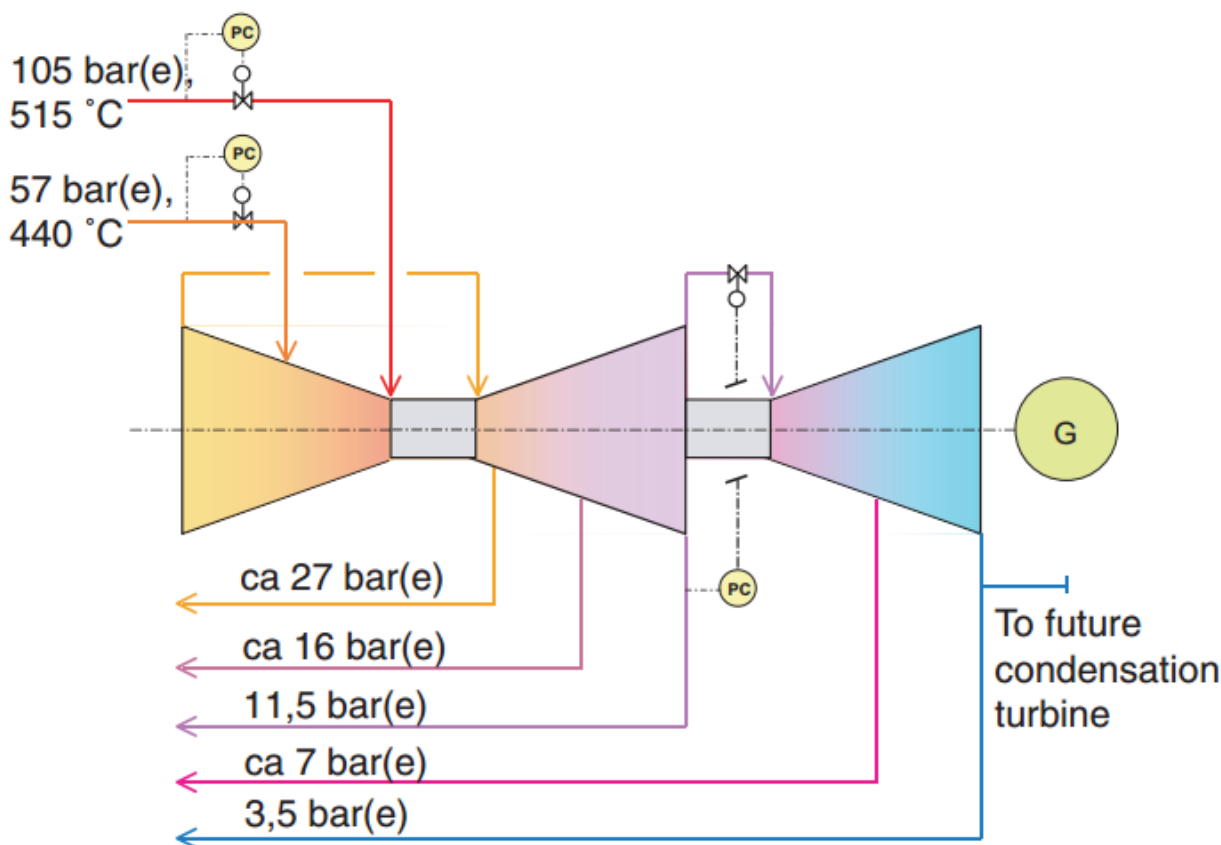 PC
105 bar(e),
515 ˚C
PC
57 bar(e),
440 ˚C
G
ca 27 bar(e)
PC
ca 16 bar(e)
11,5 bar(e)
ca 7 bar(e)
3,5 bar(e)
To future
condensation
turbine